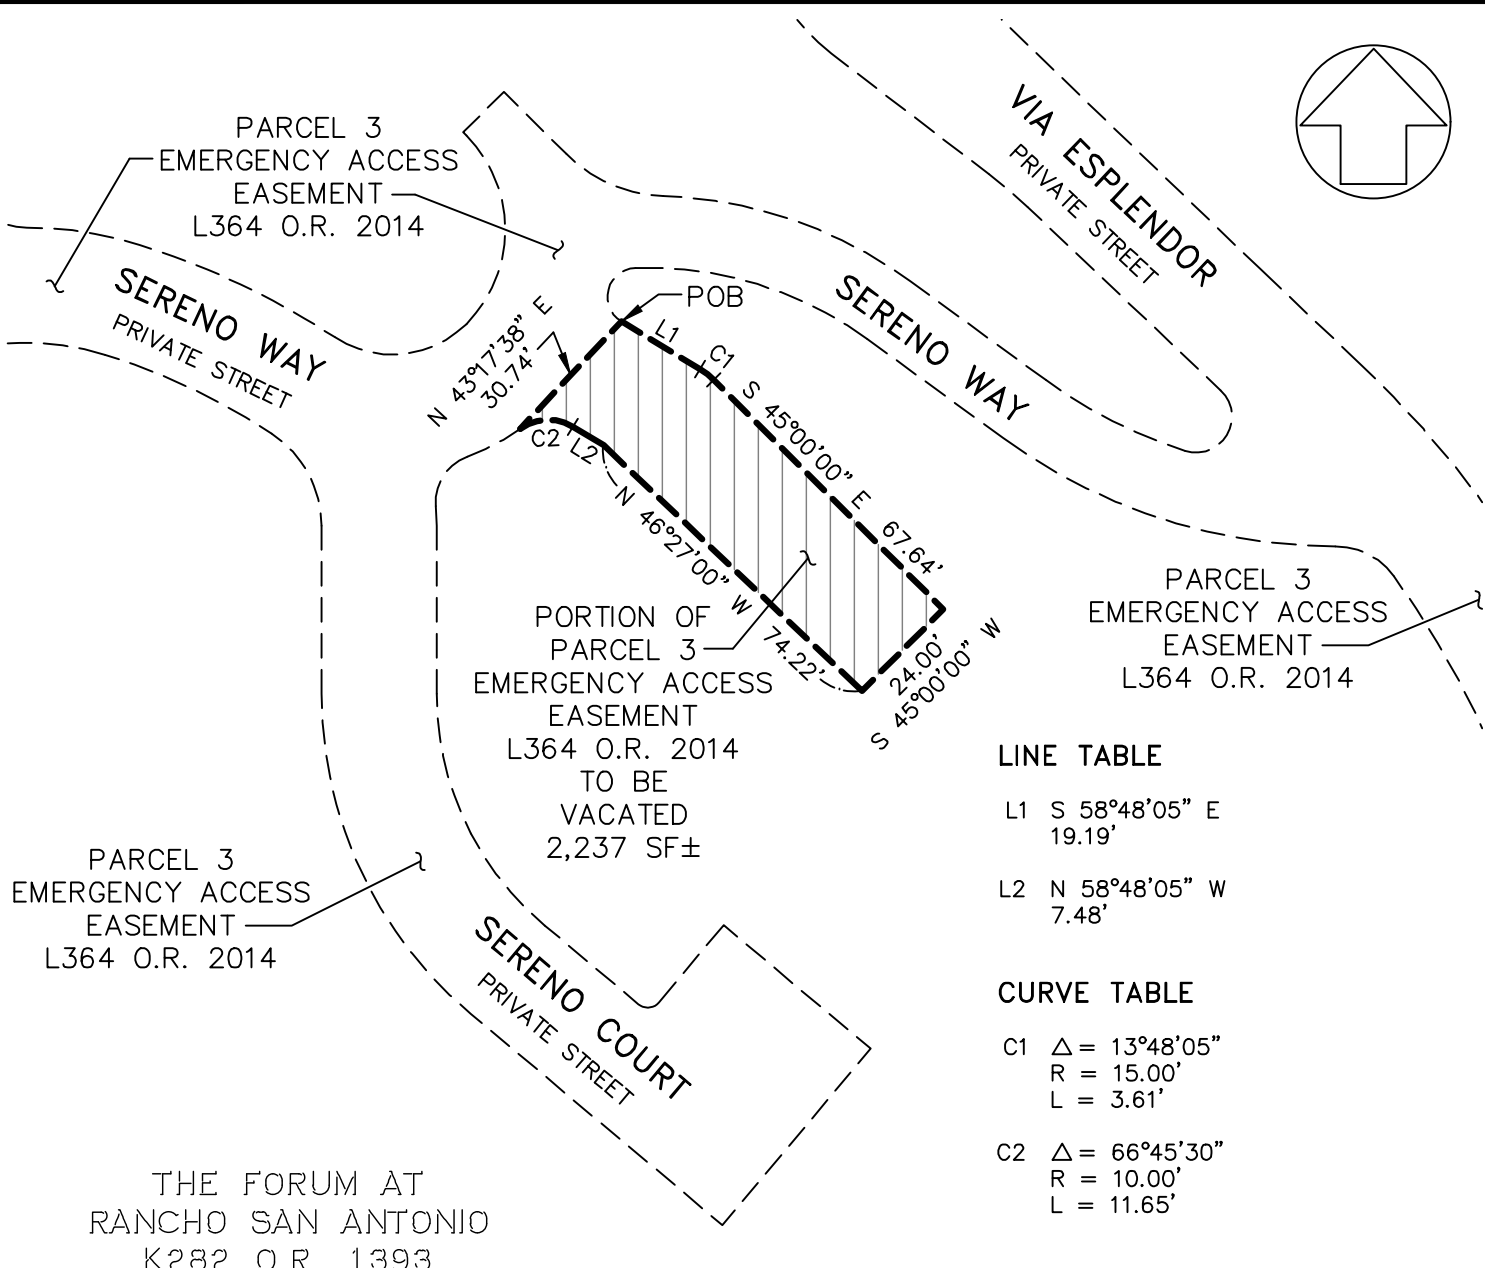 PARCEL 3
EMERGENCY ACCESS
EASEMENT
L364 O.R. 2014
VIA ESPLENDOR
PRIVATE STREET
SERENO WAY
PRIVATE STREET
POB
SERENO WAY
N 43°17'38" E
30.74'
L1
C1
S 45°00'00" E 67.64'
C2
L2
N 46°27'00" W 74.22'
24.00'
S 45°00'00" W
PORTION OF
PARCEL 3
EMERGENCY ACCESS
EASEMENT
L364 O.R. 2014
TO BE
VACATED
2,237 SF±
PARCEL 3
EMERGENCY ACCESS
EASEMENT
L364 O.R. 2014
PARCEL 3
EMERGENCY ACCESS
EASEMENT
L364 O.R. 2014
SERENO COURT
PRIVATE STREET
LINE TABLE
L1 S 58°48'05" E
19.19'
L2 N 58°48'05" W
7.48'
CURVE TABLE
C1 △= 13°48'05"
R = 15.00'
L = 3.61'
C2 △= 66°45'30"
R = 10.00'
L = 11.65'
THE FORUM AT
RANCHO SAN ANTONIO
K282 O.R. 1393